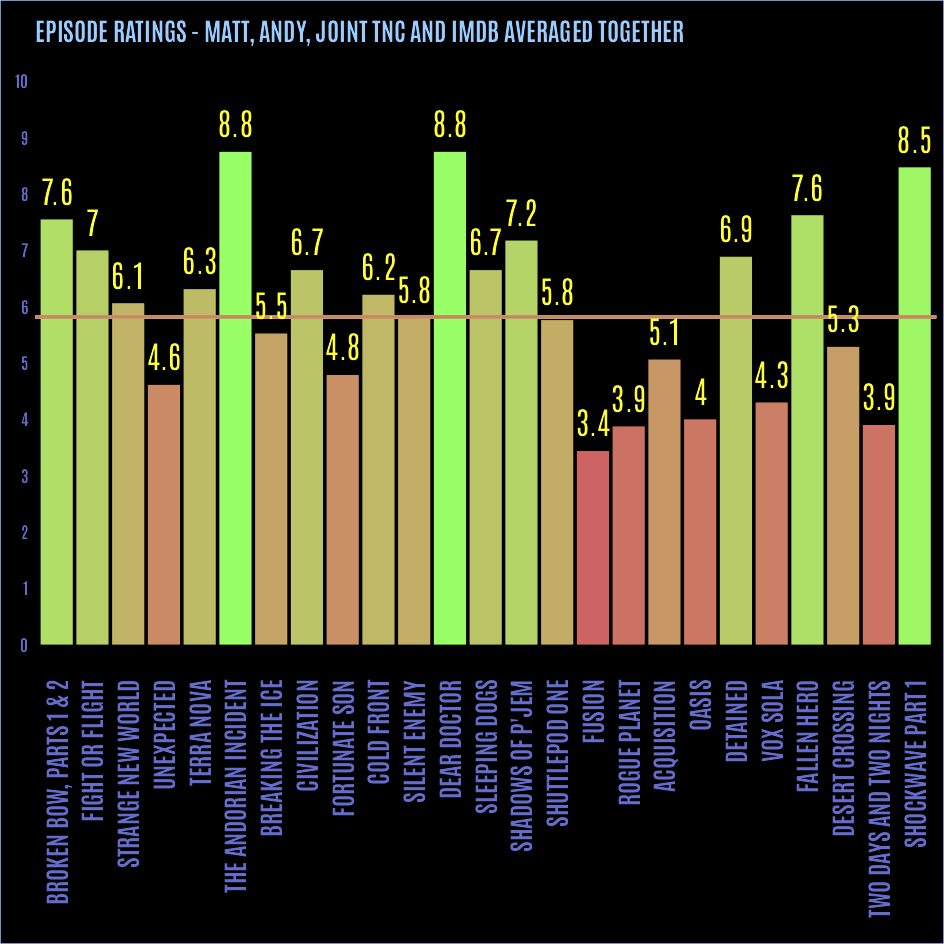 EPISODE RATINGS - MATT, ANDY, JOINT TNC AND IMDB AVERAGED TOGETHER
10
9
8
7
6
5
4
3
2
1
0
7.6
7
6.1
4.6
6.3
8.8
5.5
6.7
4.8
6.2
5.8
8.8
6.7
7.2
5.8
3.4
3.9
5.1
4
6.9
4.3
7.6
5.3
3.9
8.5
BROKEN BOW, PARTS 1 & 2
FIGHT OR FLIGHT
STRANGE NEW WORLD
UNEXPECTED
TERRA NOVA
THE ANDORIAN INCIDENT
BREAKING THE ICE
CIVILIZATION
FORTUNATE SON
COLD FRONT
SILENT ENEMY
DEAR DOCTOR
SLEEPING DOGS
SHADOWS OF P'JEM
SHUTTLEPOD ONE
FUSION
ROGUE PLANET
ACQUISITION
OASIS
DETAINED
VOX SOLA
FALLEN HERO
DESERT CROSSING
TWO DAYS AND TWO NIGHTS
SHOCKWAVE PART 1